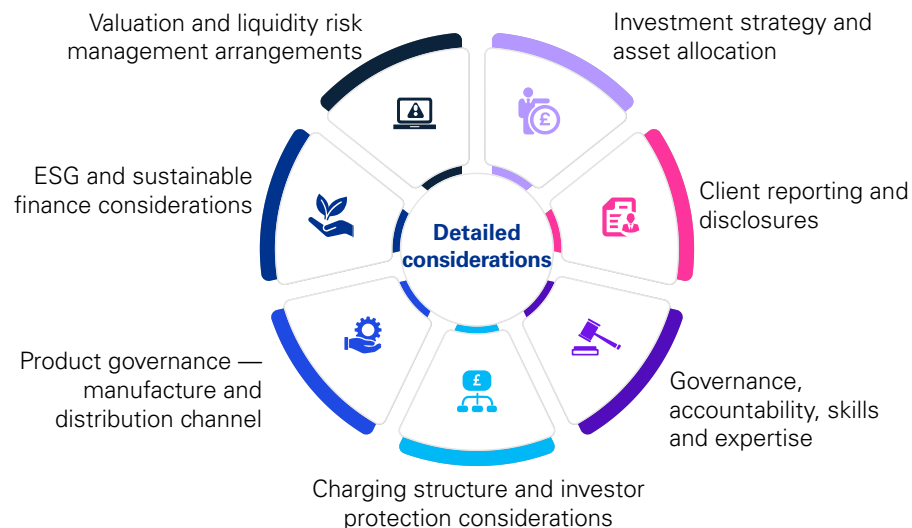 Valuation and liquidity risk
management arrangements
Investment strategy and
asset allocation
£
ESG and sustainable
finance considerations
Client reporting and
disclosures
Detailed
considerations
Product governance —
manufacture and
distribution channel
£
Governance,
accountability, skills
and expertise
Charging structure and investor
protection considerations